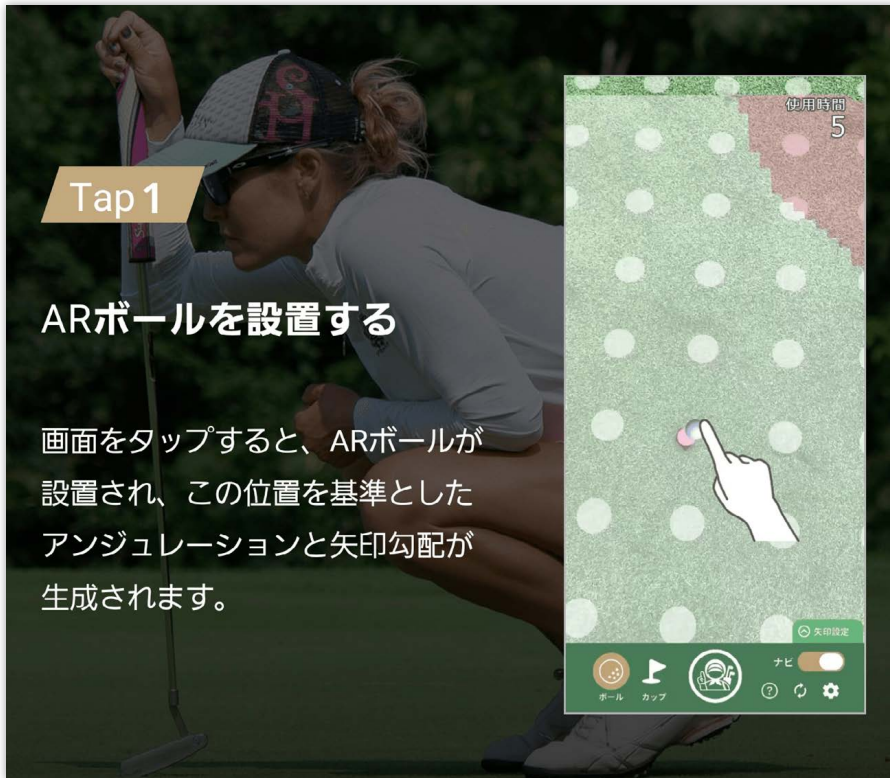 Tap 1
ARボールを設置する
画面をタップすると、ARボールが
設置され、この位置を基準とした
アンジュレーションと矢印勾配が
生成されます。
使用時間
5
矢印設定
ボール
カップ
ナビ
?